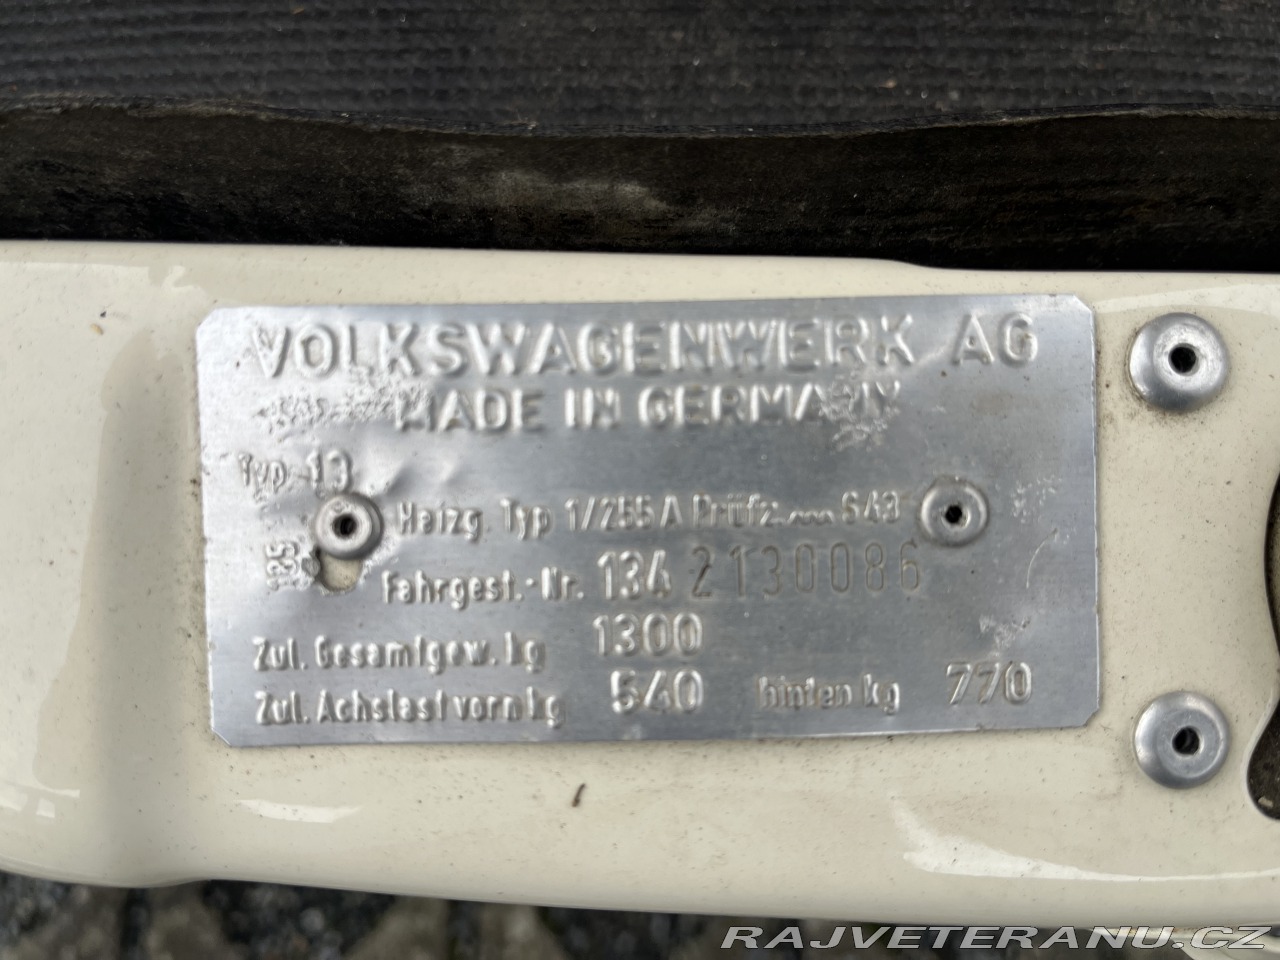 VOLKSWAGENWERK AG
MADE IN GERMANY
Typ 13
Heizg. Typ 1/255 A Prüfz. ~~~ S43
Fahrgest.-Nr. 134 2130086
Zul. Gesamtgew. kg 1300
Zul. Achslast vorn kg 540 hinten kg 770
RAJVETERANU.CZ